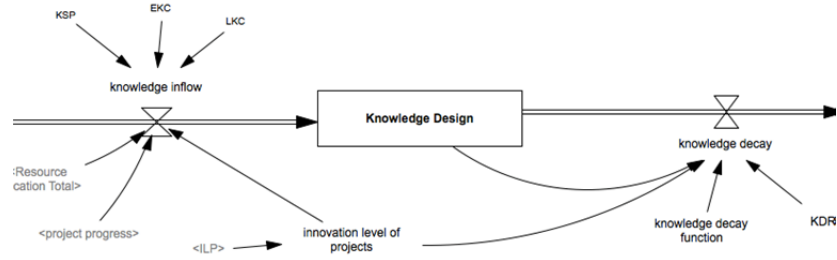 KSP
EKC
LKC
knowledge inflow
Knowledge Design
knowledge decay
<Resource
cation Total>
<project progress>
<ILP>
innovation level of
projects
knowledge decay
function
KDR